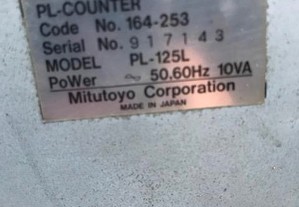 PL-COUNTER
Code No. 164-253
Serial No. 917143
MODEL PL-125L
PoWer ∼ 50,60Hz 10VA
Mitutoyo Corporation
MADE IN JAPAN